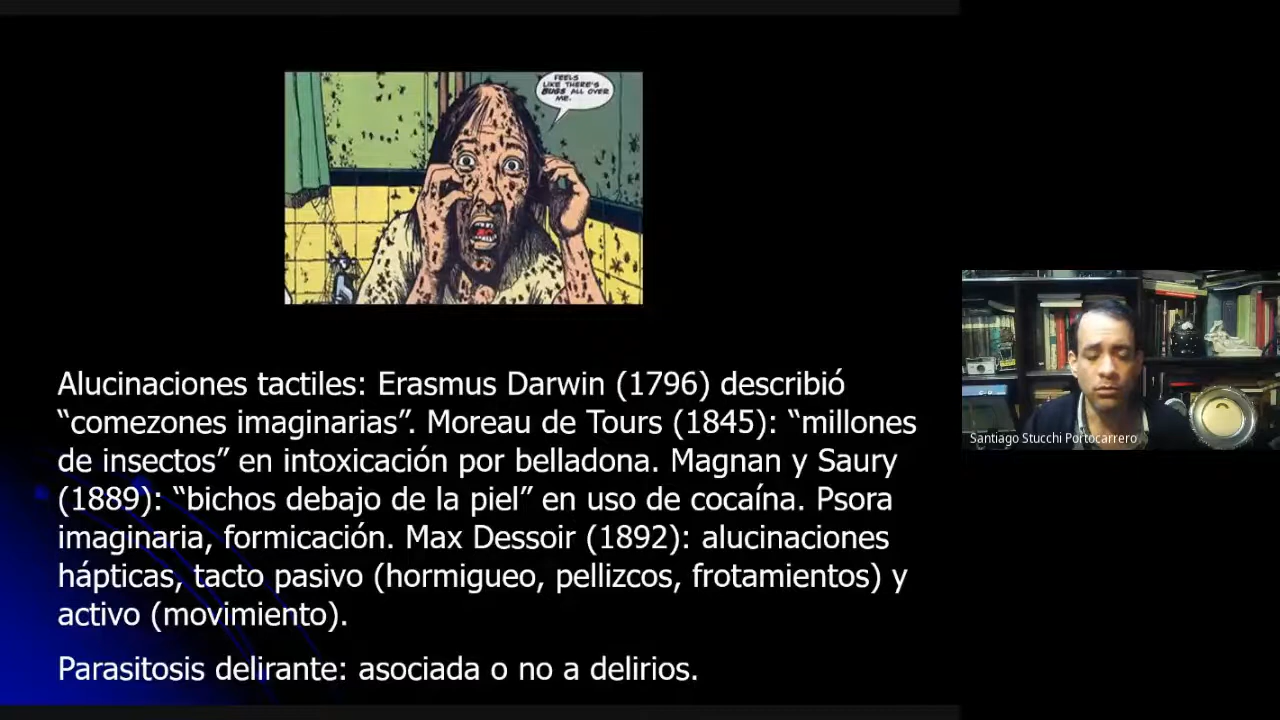 FEELS
LIKE THERE'S
BUGS ALL OVER
ME.
Alucinaciones tactiles: Erasmus Darwin (1796) describió
“comezones imaginarias”. Moreau de Tours (1845): “millones
de insectos” en intoxicación por belladona. Magnan y Saury
(1889): “bichos debajo de la piel” en uso de cocaína. Psora
imaginaria, formicación. Max Dessoir (1892): alucinaciones
hápticas, tacto pasivo (hormigueo, pellizcos, frotamientos) y
activo (movimiento).
Parasitosis delirante: asociada o no a delirios.
Santiago Stucchi Portocarrero